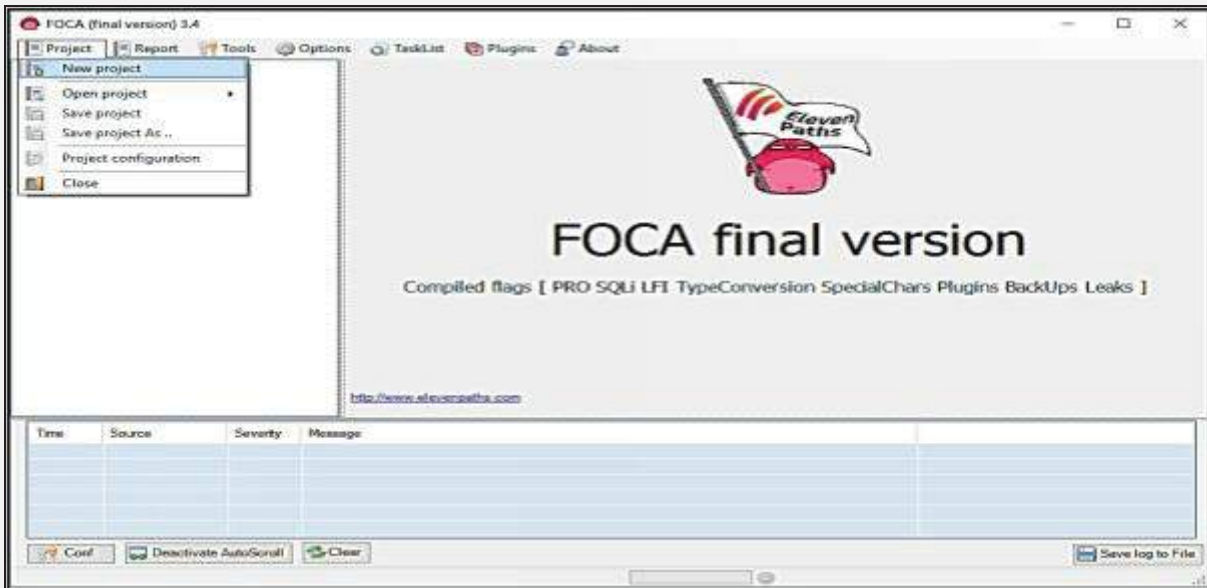 FOCA (final version) 3.4
Project Report Tools Options TaskList Plugins About
New project
Open project
Save project
Save project As ..
Project configuration
Close
Eleven
Paths
FOCA final version
Compiled flags [ PRO SQLi LFI TypeConversion SpecialChars Plugins BackUps Leaks ]
http://www.elevenpaths.com
Time Source Severity Message
Conf Deactivate AutoScroll Clear Save log to File